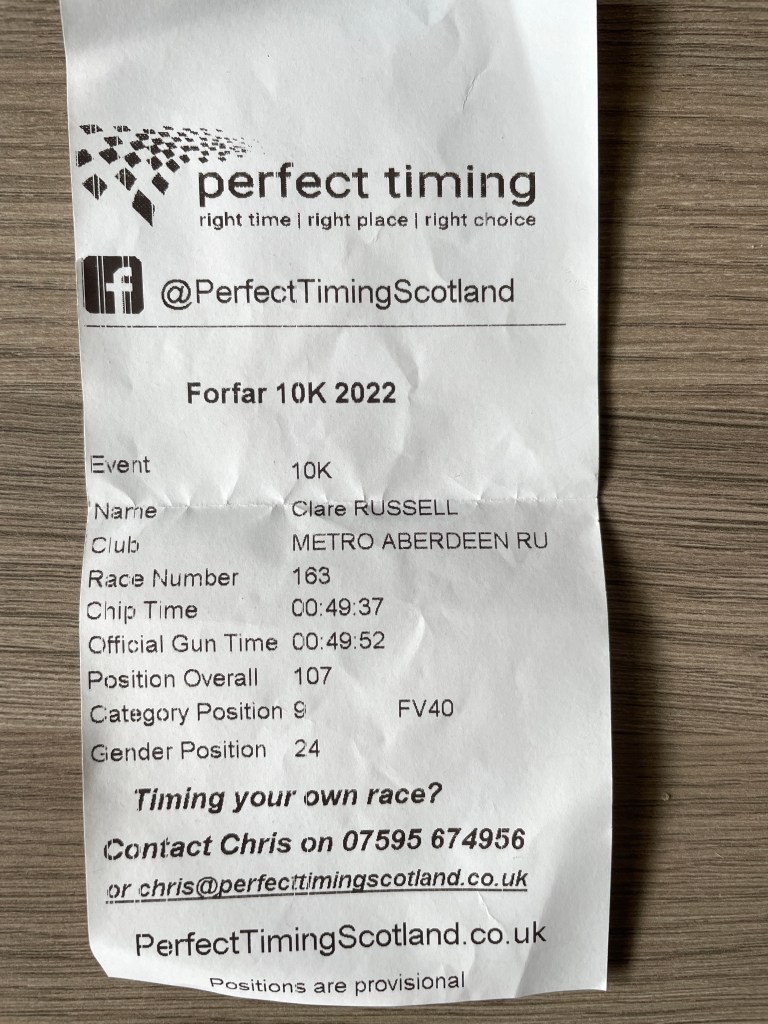 perfect timing
right time | right place | right choice
@PerfectTimingScotland
Forfar 10K 2022
Event 10K
Name Clare RUSSELL
Club METRO ABERDEEN RU
Race Number 163
Chip Time 00:49:37
Official Gun Time 00:49:52
Position Overall 107
Category Position 9 FV40
Gender Position 24
Timing your own race?
Contact Chris on 07595 674956
or chris@perfecttimingscotland.co.uk
PerfectTimingScotland.co.uk
Positions are provisional